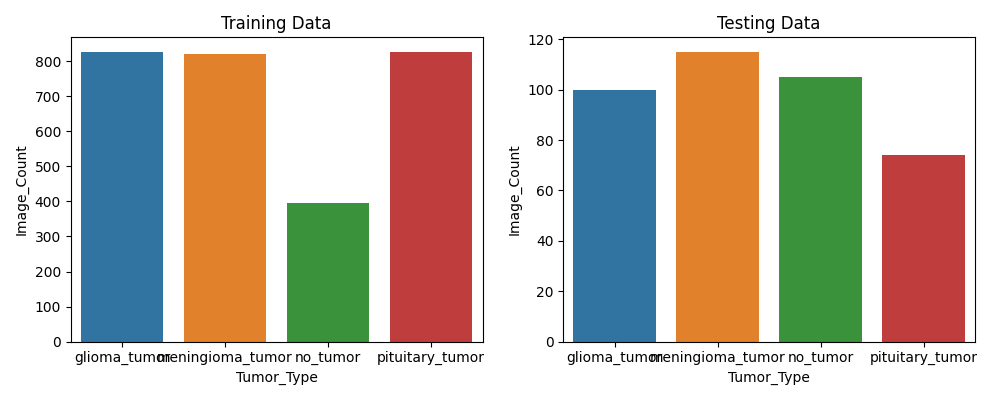 Training Data
Image_Count
800
700
600
500
400
300
200
100
0
glioma_tumor meningioma_tumor no_tumor pituitary_tumor
Tumor_Type
Testing Data
Image_Count
120
100
80
60
40
20
0
glioma_tumor meningioma_tumor no_tumor pituitary_tumor
Tumor_Type